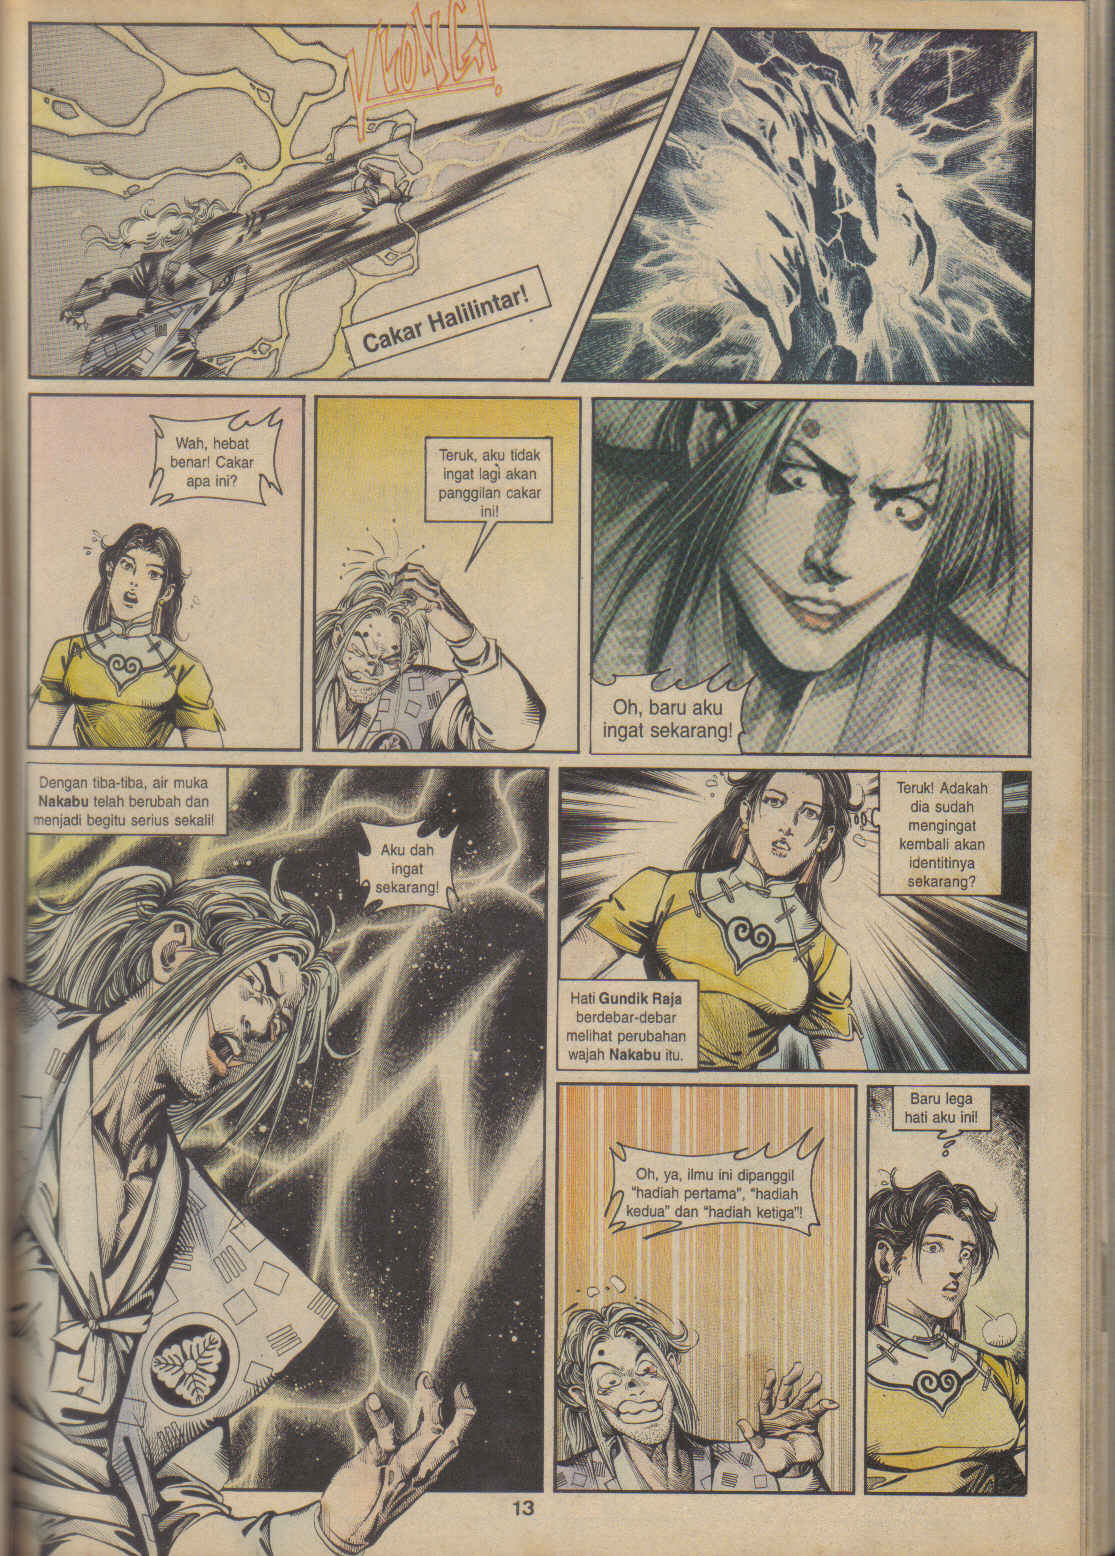 Cakar Halilintar!
Wah, hebat
benar! Cakar
apa ini?
Teruk, aku tidak
ingat lagi akan
panggilan cakar
ini!
Oh, baru aku
ingat sekarang!
Dengan tiba-tiba, air muka
Nakabu telah berubah dan
menjadi begitu serius sekali!
Aku dah
ingat
sekarang!
Teruk! Adakah
dia sudah
mengingat
kembali akan
identitinya
sekarang?
Hati Gundik Raja
berdebar-debar
melihat perubahan
wajah Nakabu itu.
Oh, ya, ilmu ini dipanggil
“hadiah pertama”, “hadiah
kedua” dan “hadiah ketiga”!
Baru lega
hati aku ini!
13